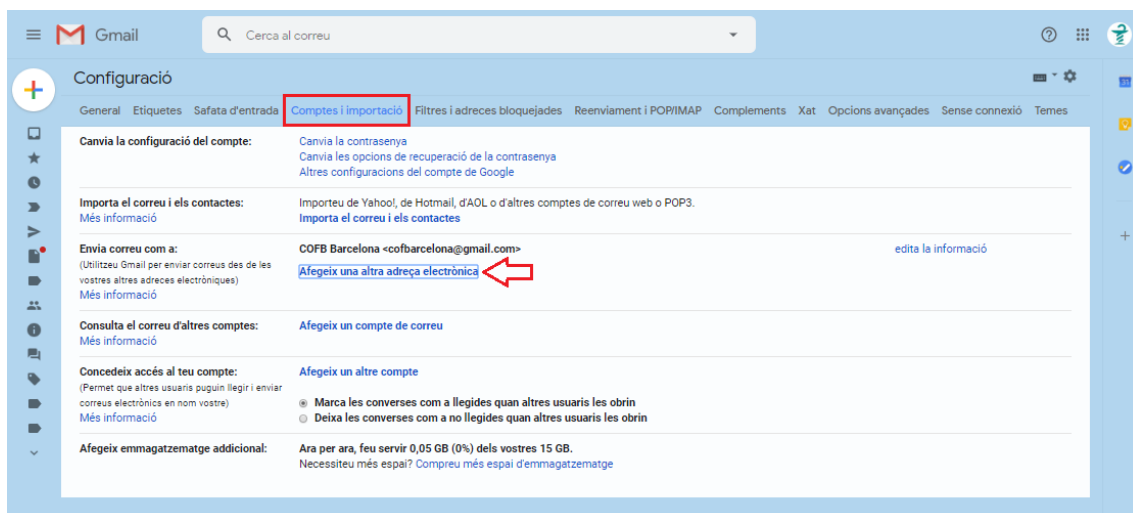 Gmail
Cerca al correu
Configuració
General Etiquetes Safata d'entrada Comptes i importació Filtres i adreces bloquejades Reenviament i POP/IMAP Complements Xat Opcions avançades Sense connexió Temes
Canvia la configuració del compte: Canvia la contrasenya
Canvia les opcions de recuperació de la contrasenya
Altres configuracions del compte de Google
Importa el correu i els contactes: Importeu de Yahoo!, de Hotmail, d'AOL o d'altres comptes de correu web o POP3.
Més informació Importa el correu i els contactes
Envia correu com a: COFB Barcelona <cofbarcelona@gmail.com> edita la informació
(Utilitzeu Gmail per enviar correus des de les
vostres altres adreces electròniques) Afegeix una altra adreça electrònica
Més informació
Consulta el correu d'altres comptes: Afegeix un compte de correu
Més informació
Concedeix accés al teu compte: Afegeix un altre compte
(Permet que altres usuaris puguin llegir i enviar
correus electrònics en nom vostre) Marca les converses com a llegides quan altres usuaris les obrin
Més informació Deixa les converses com a no llegides quan altres usuaris les obrin
Afegeix emmagatzematge addicional: Ara per ara, feu servir 0,05 GB (0%) dels vostres 15 GB.
Necessiteu més espai? Compreu més espai d'emmagatzematge